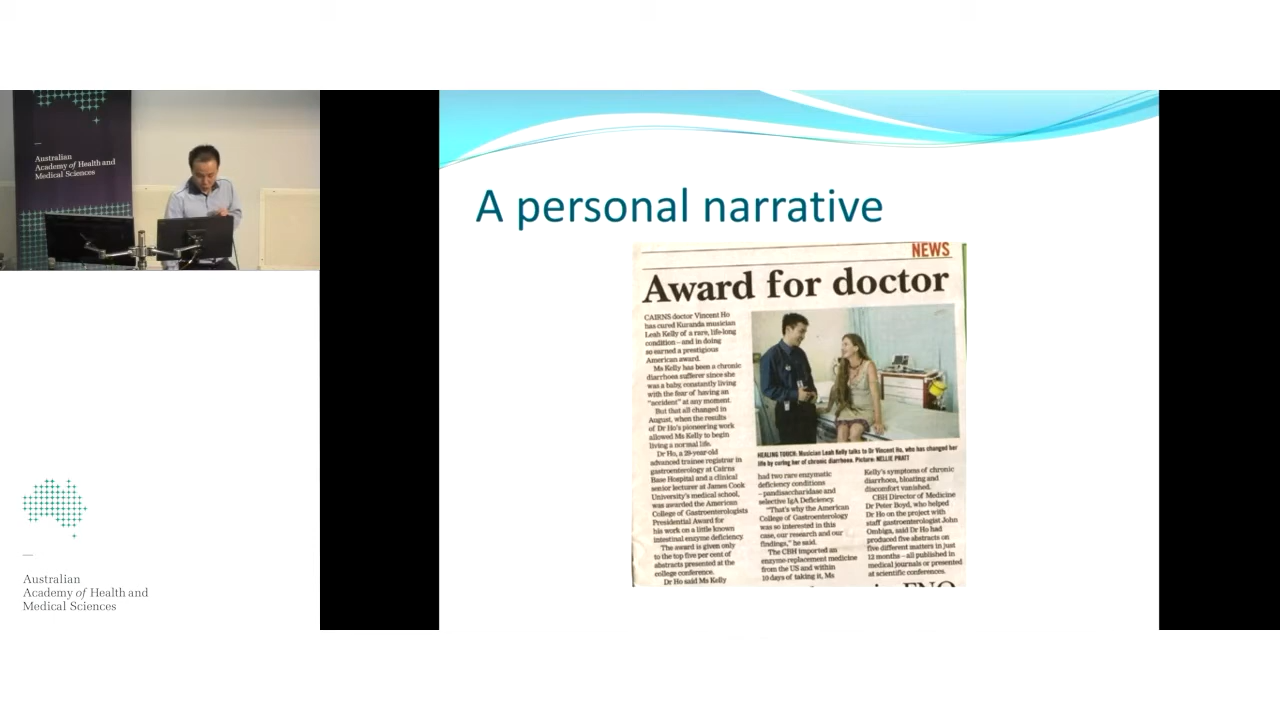 Australian
Academy of Health and
Medical Sciences
A personal narrative
NEWS
Award for doctor
CAIRNS doctor Vincent Ho
has cured Kuranda musician
Leah Kelly of a rare, life-long
condition – and in doing
so earned a prestigious
American award.
Ms Kelly has been a chronic
diarrhoea sufferer since she
was a baby, constantly living
with the fear of having an
"accident" at any moment.
But that all changed in
August, when the results
of Dr Ho's pioneering work
allowed Ms Kelly to begin
living a normal life.
Dr Ho, a 29-year-old
advanced trainee registrar in
gastroenterology at Cairns
Base Hospital and a clinical
senior lecturer at James Cook
University's medical school,
was awarded the American
College of Gastroenterologists
Presidential Award for
his work on a little known
intestinal enzyme deficiency.
The award is given only
to the top five per cent of
abstracts presented at the
college conference.
Dr Ho said Ms Kelly
HEALING TOUCH: Musician Leah Kelly talks to Dr Vincent Ho, who has changed her
life by curing her of chronic diarrhoea. Picture: NELLIE PRATT
had two rare enzymatic
deficiency conditions
– pandisaccharidase and
selective IgA Deficiency.
"That's why the American
College of Gastroenterology
was so interested in this
case, our research and our
findings," he said.
The CBH imported an
enzyme-replacement medicine
from the US and within
10 days of taking it, Ms
Kelly's symptoms of chronic
diarrhoea, bloating and
discomfort vanished.
CBH Director of Medicine
Dr Peter Boyd, who helped
Dr Ho on the project with
staff gastroenterologist John
Ombiga, said Dr Ho had
produced five abstracts on
five different matters in just
12 months – all published in
medical journals or presented
at scientific conferences.
Australian
Academy of Health and
Medical Sciences